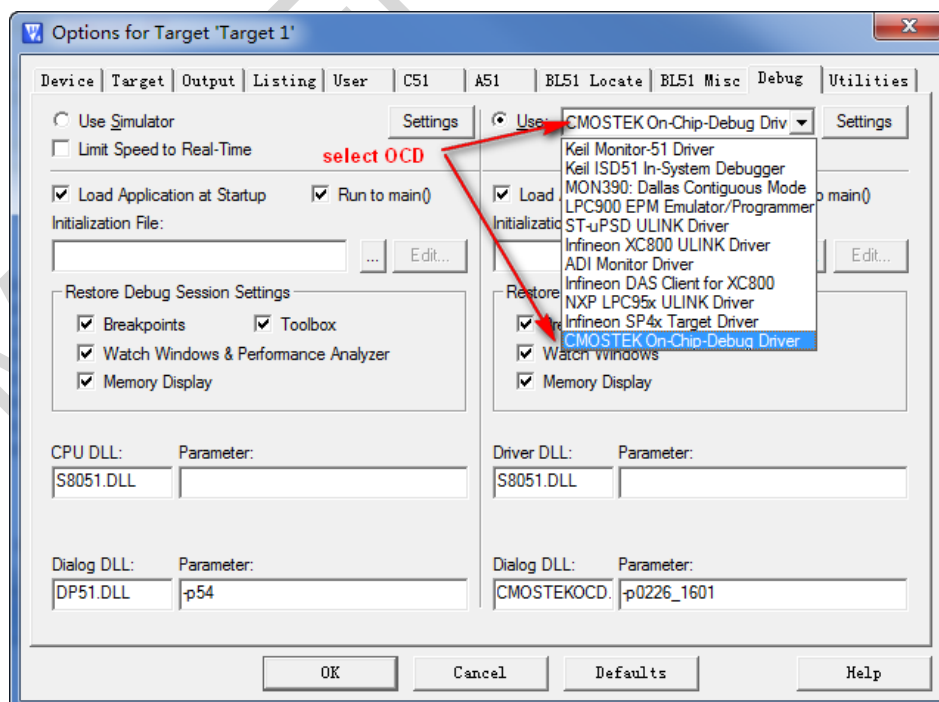 Options for Target 'Target 1'
Device Target Output Listing User C51 A51 BL51 Locate BL51 Misc Debug Utilities
Use Simulator Settings Use: CMOSTEK On-Chip-Debug Driv Settings
Limit Speed to Real-Time
select OCD
Keil Monitor-51 Driver
Keil ISD51 In-System Debugger
MON390: Dallas Contiguous Mode
LPC900 EPM Emulator/Programmer
ST-uPSD ULINK Driver
Infineon XC800 ULINK Driver
ADI Monitor Driver
Infineon DAS Client for XC800
NXP LPC95x ULINK Driver
Infineon SP4x Target Driver
CMOSTEK On-Chip-Debug Driver
Load Application at Startup Run to main() Load main()
Initialization File:
... Edit... Edit...
Restore Debug Session Settings Restore
Breakpoints Toolbox
Watch Windows & Performance Analyzer Watch Windows
Memory Display Memory Display
CPU DLL: Parameter: Driver DLL: Parameter:
S8051.DLL S8051.DLL
Dialog DLL: Parameter: Dialog DLL: Parameter:
DP51.DLL -p54 CMOSTEKOCD. -p0226_1601
OK Cancel Defaults Help